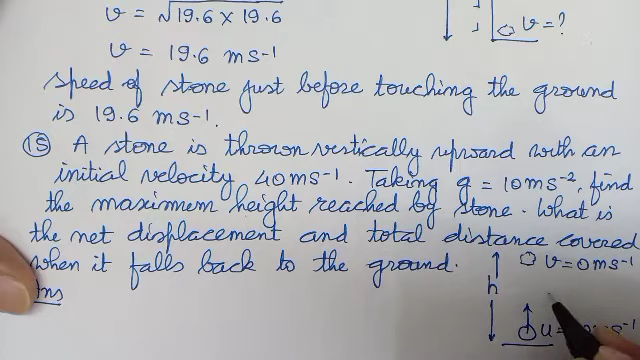 v = √19.6 × 19.6
v = ?
v = 19.6 ms-1
speed of stone just before touching the ground
is 19.6 ms-1.
15 A stone is thrown vertically upward with an
initial velocity 40ms-1. Taking g = 10ms-2, find
the maximum height reached by stone. What is
the net displacement and total distance covered
when it falls back to the ground.
v = 0 ms-1
Ans
h
u =